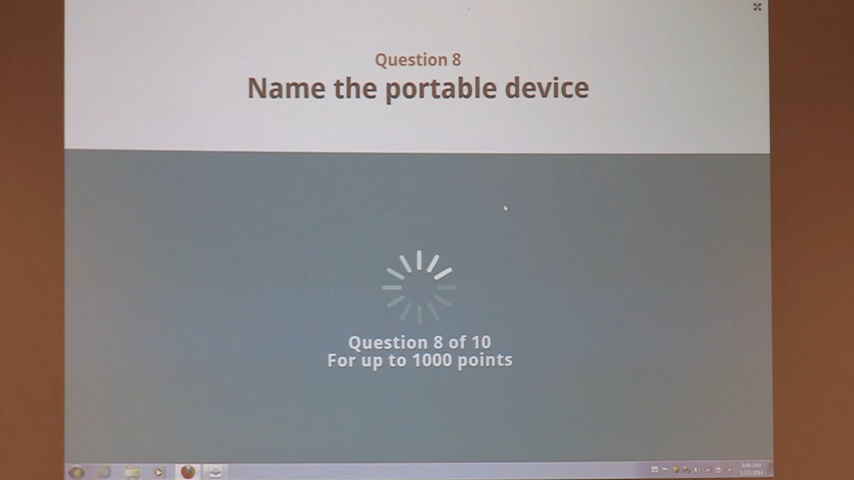 Question 8
Name the portable device
Question 8 of 10
For up to 1000 points